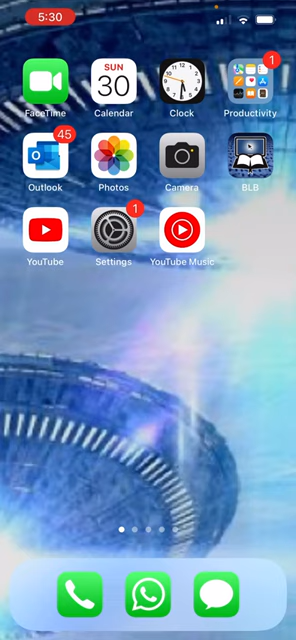 5:30
1
SUN
30
FaceTime
Calendar
Clock
Productivity
45
Outlook
Photos
Camera
BLB
1
YouTube
Settings
YouTube Music